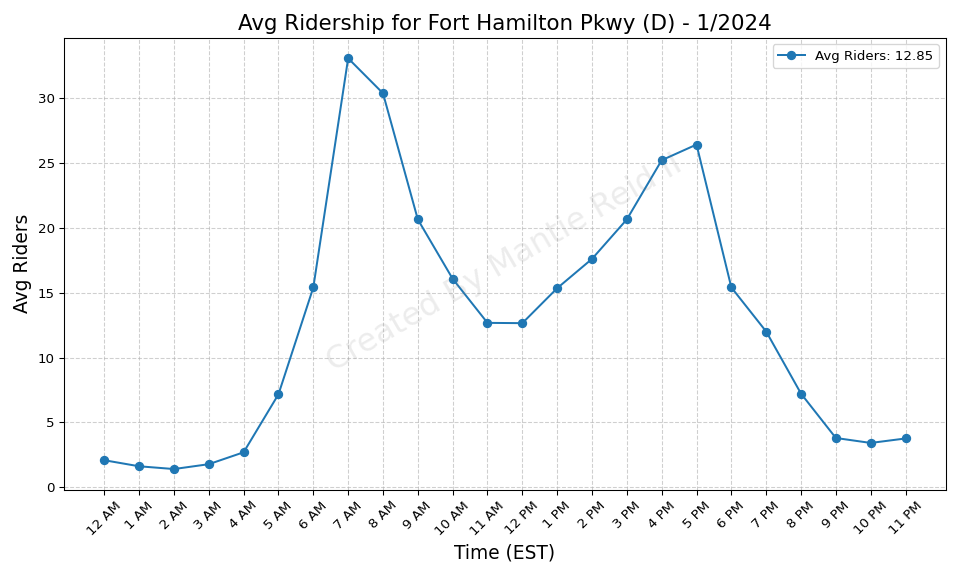 Avg Ridership for Fort Hamilton Pkwy (D) - 1/2024
Avg Riders: 12.85
Avg Riders
30
25
20
15
10
5
0
Created By Mantie Reid II
12 AM
1 AM
2 AM
3 AM
4 AM
5 AM
6 AM
7 AM
8 AM
9 AM
10 AM
11 AM
12 PM
1 PM
2 PM
3 PM
4 PM
5 PM
6 PM
7 PM
8 PM
9 PM
10 PM
11 PM
Time (EST)